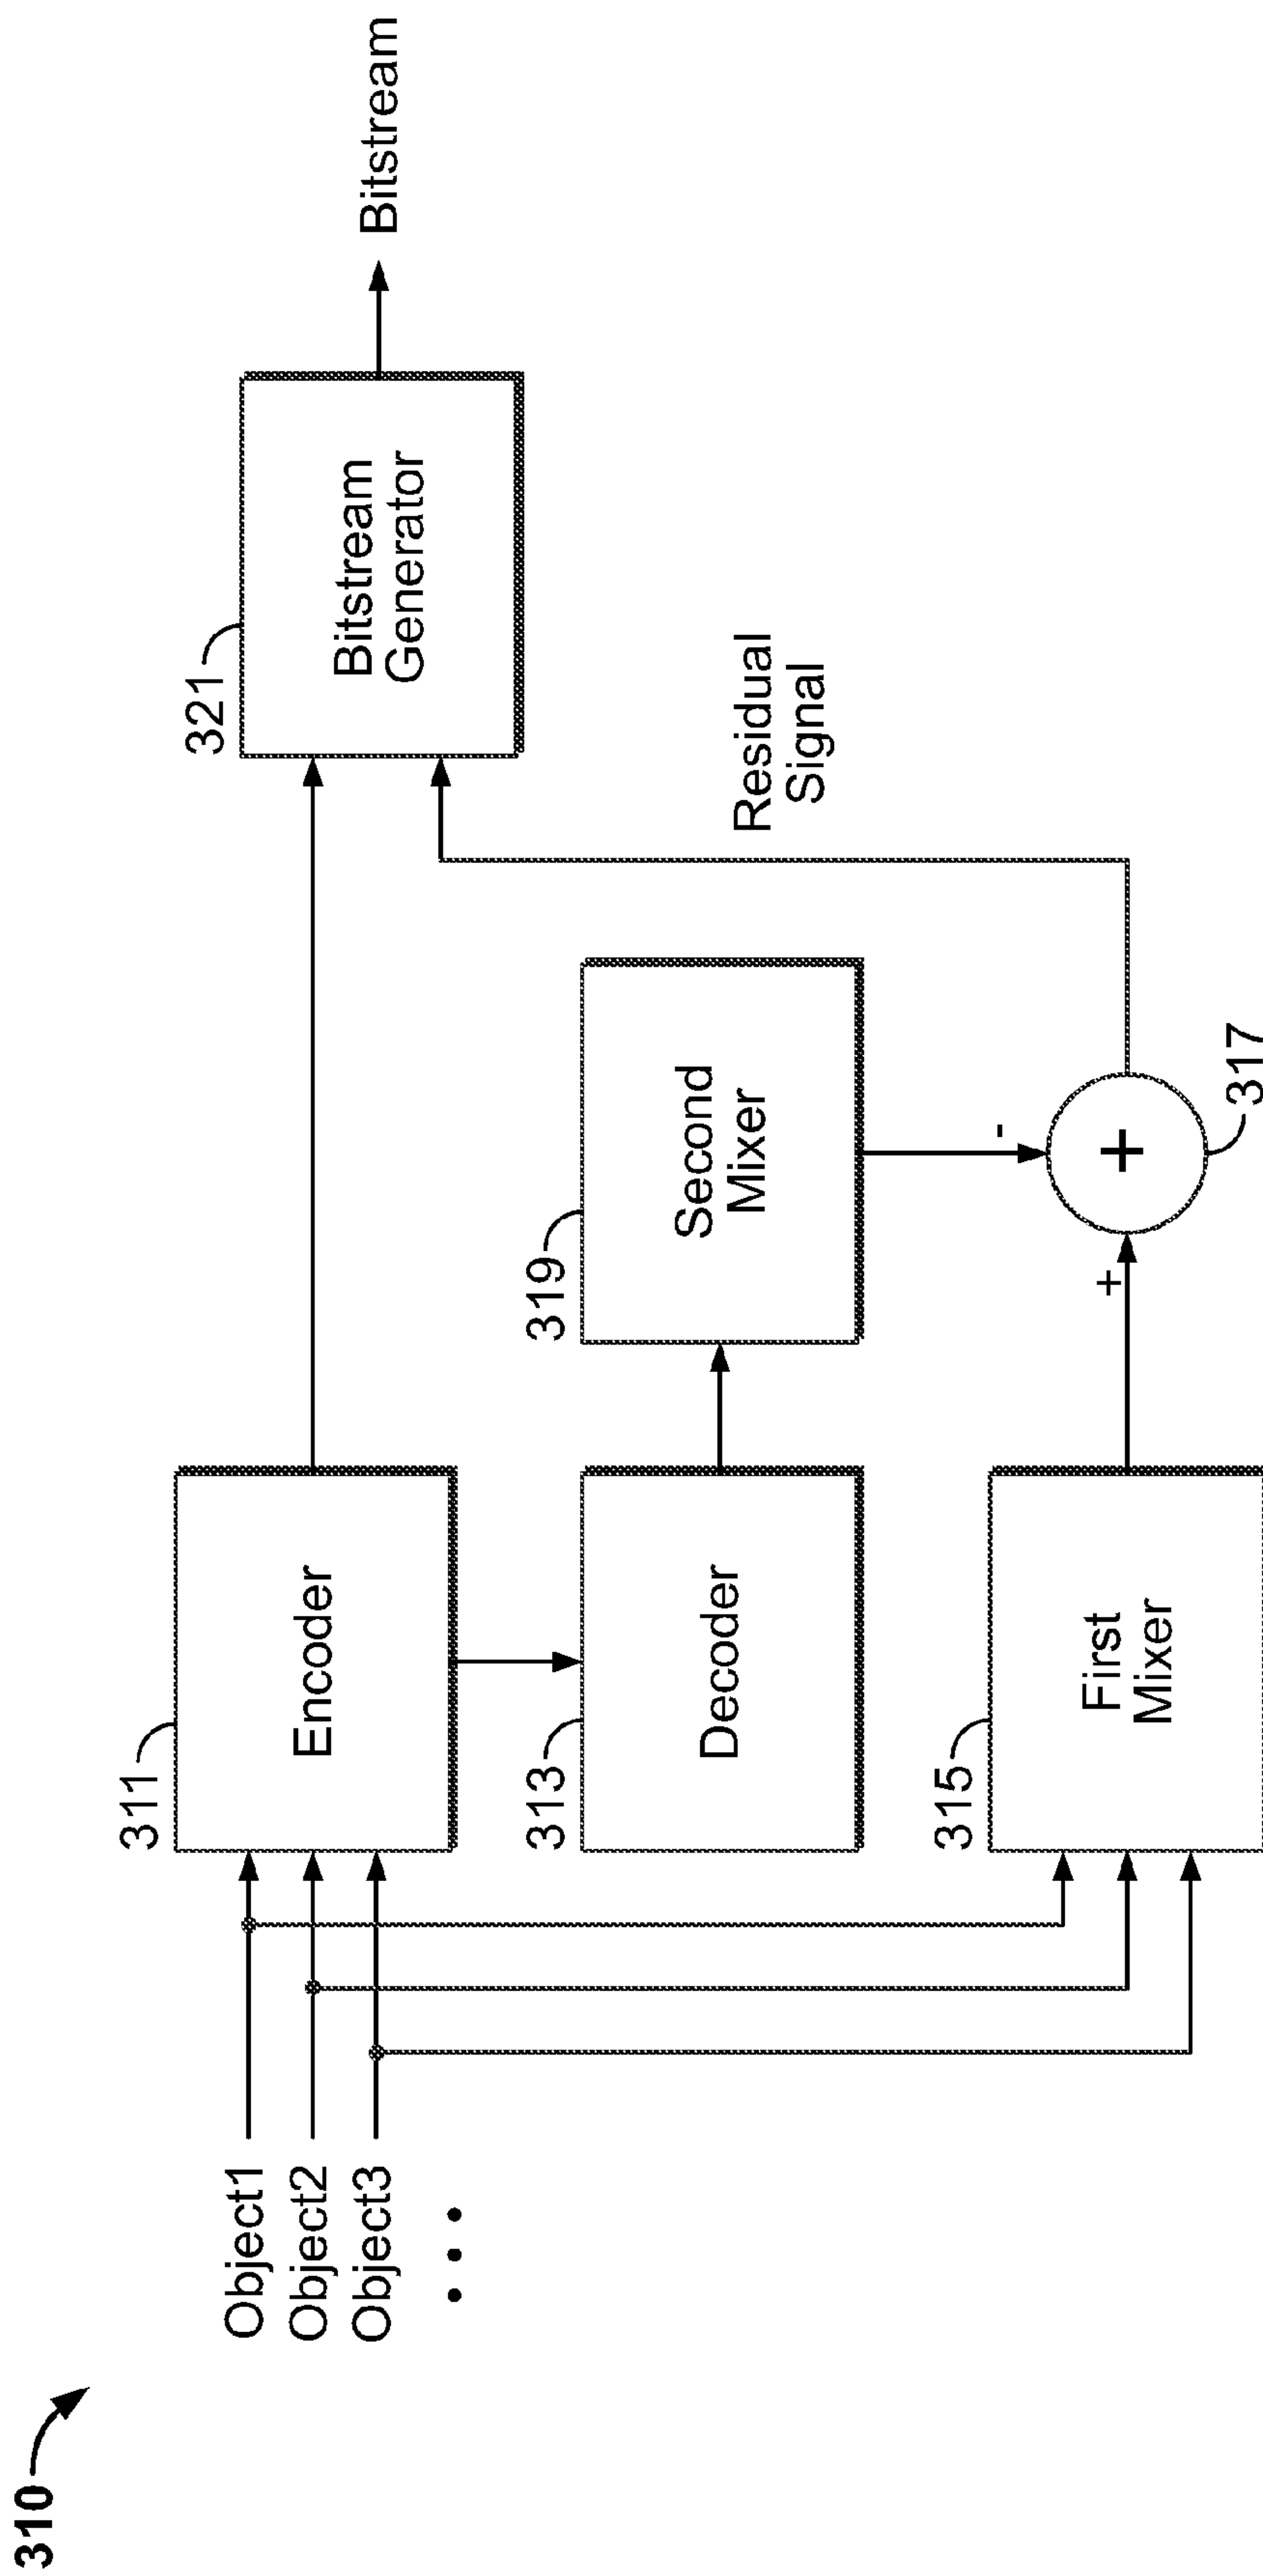 310
Object1
Object2
Object3
...
311
Encoder
313
Decoder
315
First
Mixer
319
Second
Mixer
+
-
+
317
Residual
Signal
321
Bitstream
Generator
Bitstream